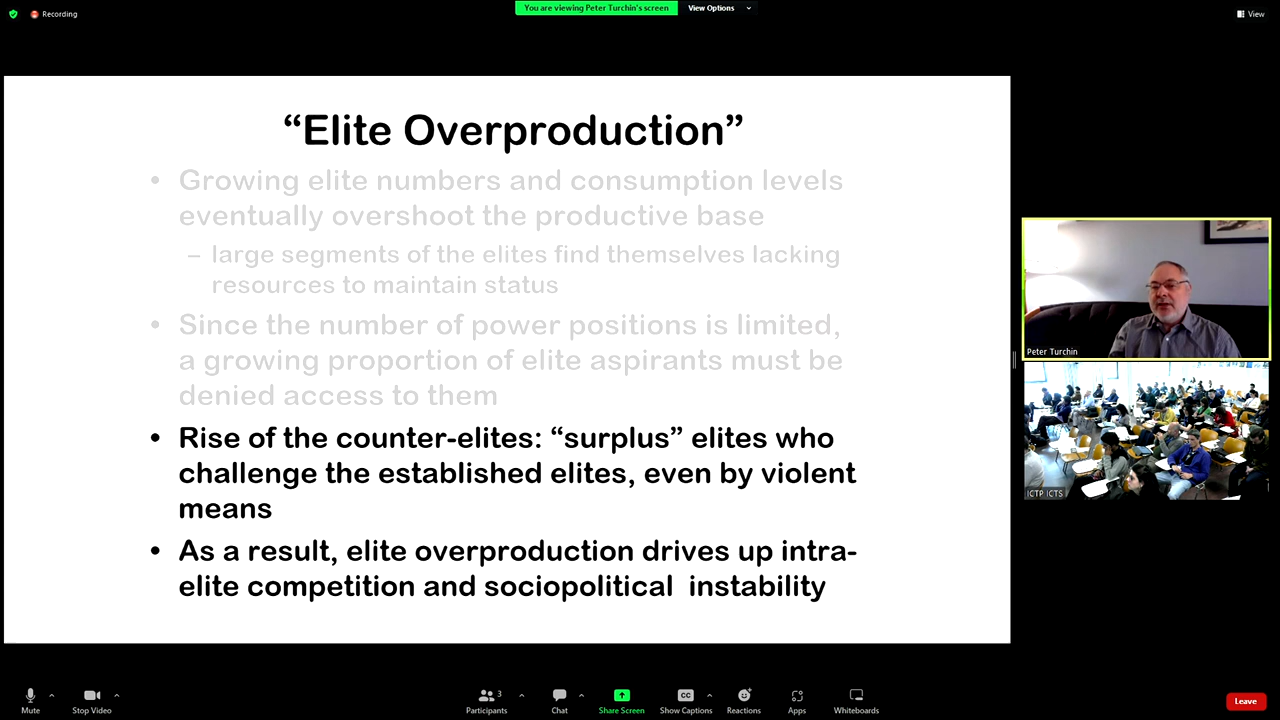 Recording
You are viewing Peter Turchin's screen
View Options
View
“Elite Overproduction”
• Growing elite numbers and consumption levels
eventually overshoot the productive base
– large segments of the elites find themselves lacking
resources to maintain status
• Since the number of power positions is limited,
a growing proportion of elite aspirants must be
denied access to them
• Rise of the counter-elites: “surplus” elites who
challenge the established elites, even by violent
means
• As a result, elite overproduction drives up intra-
elite competition and sociopolitical instability
Peter Turchin
ICTP ICTS
Mute
Stop Video
Participants
3
Chat
Share Screen
CC
Show Captions
Reactions
Apps
Whiteboards
Leave